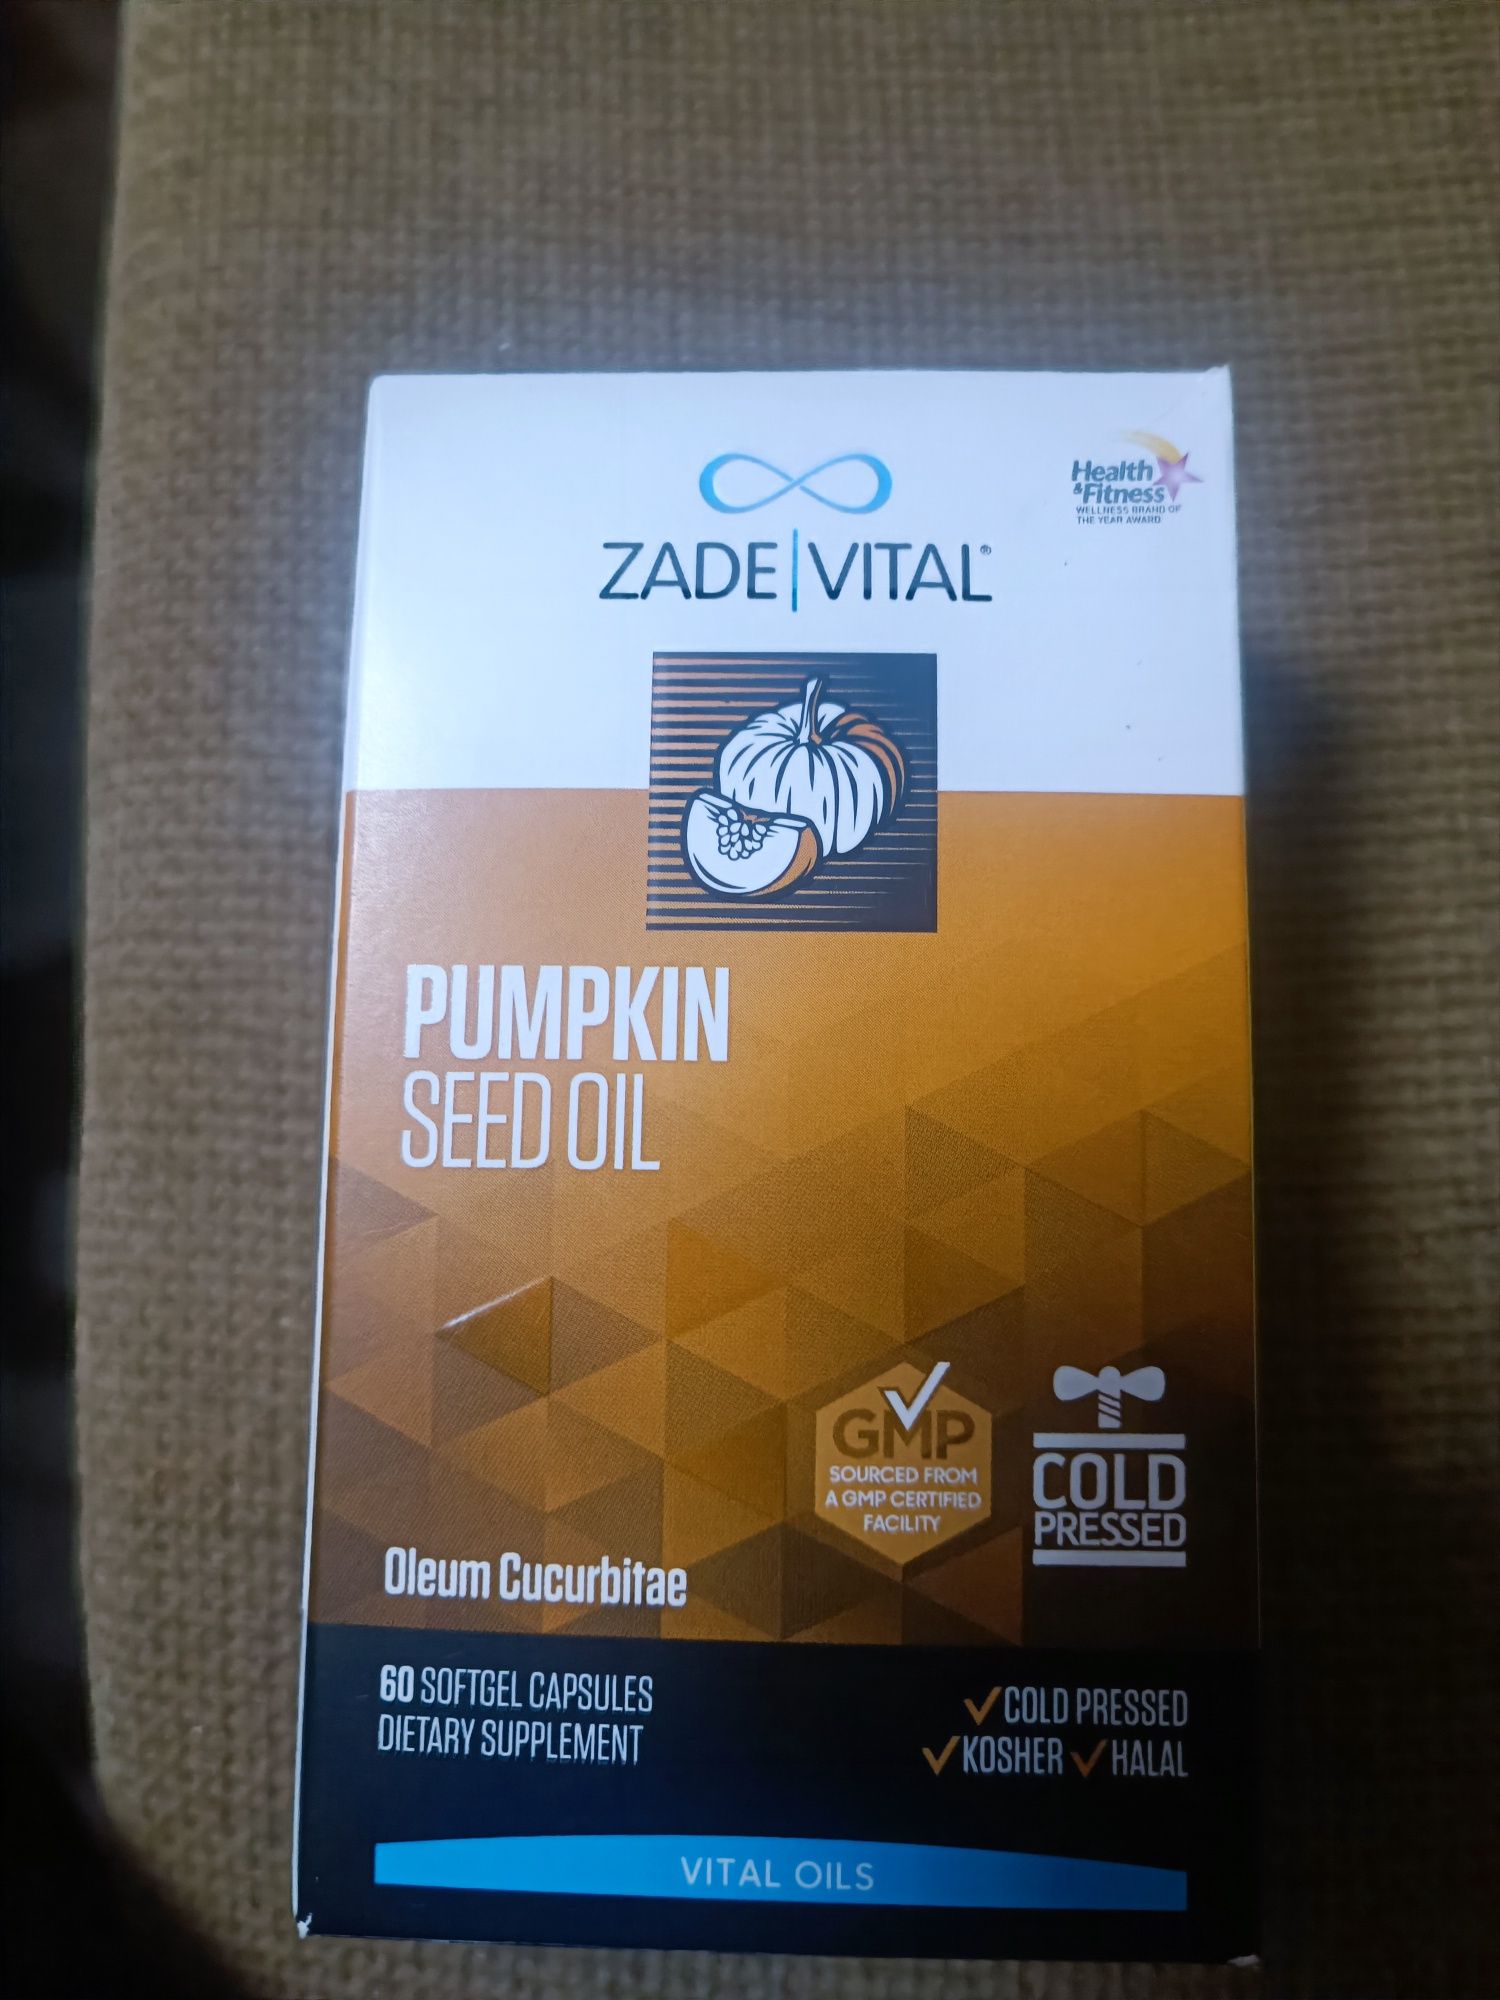 Health
&Fitness
WELLNESS BRAND OF
THE YEAR AWARD
ZADE|VITAL®
PUMPKIN
SEED OIL
GMP
SOURCED FROM
A GMP CERTIFIED
FACILITY
COLD
PRESSED
Oleum Cucurbitae
60 SOFTGEL CAPSULES
DIETARY SUPPLEMENT
✓COLD PRESSED
✓KOSHER ✓HALAL
VITAL OILS